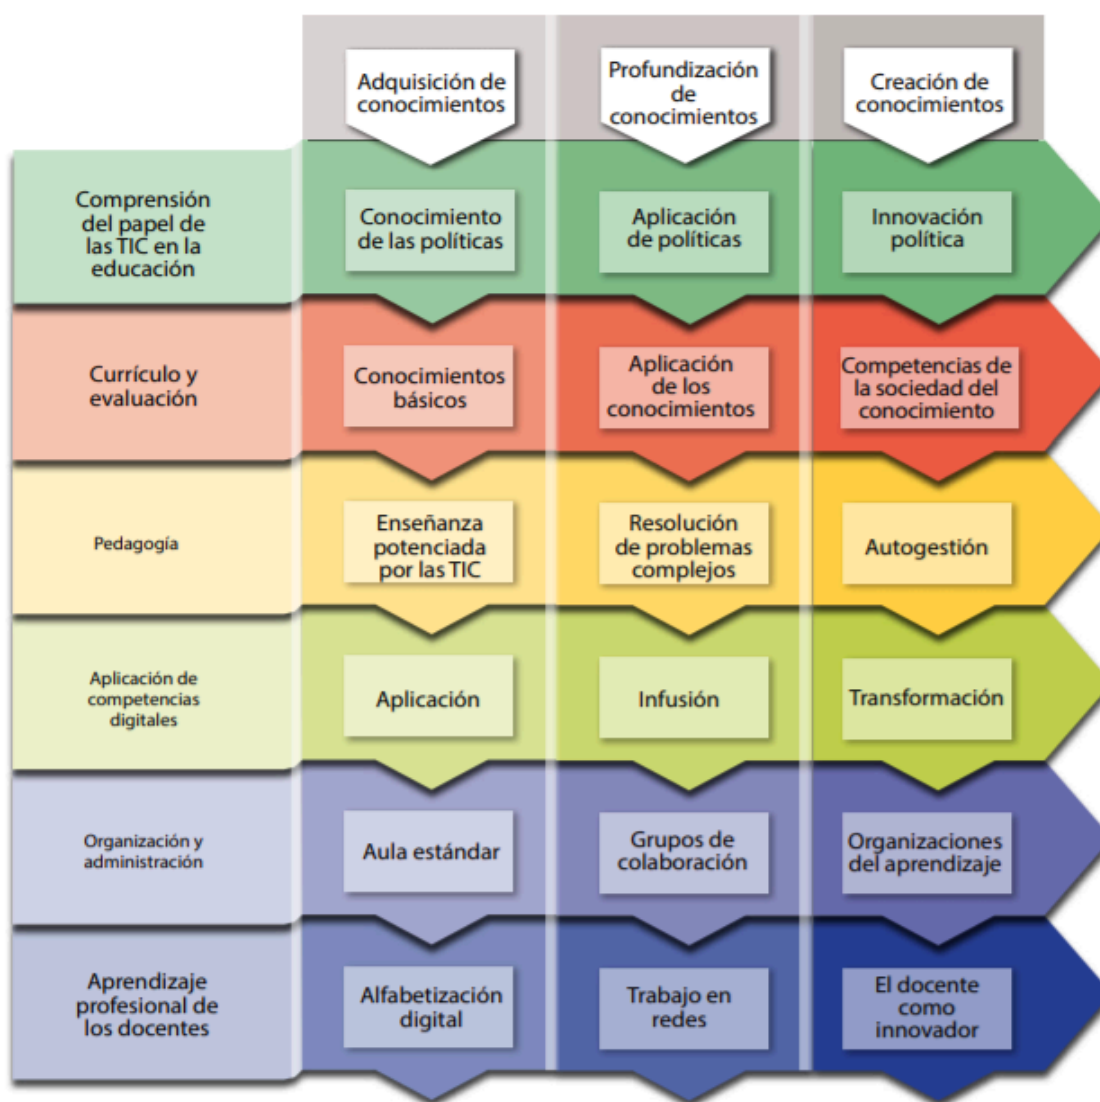 Adquisición de
conocimientos
Profundización
de
conocimientos
Creación de
conocimientos
Comprensión
del papel de
las TIC en la
educación
Conocimiento
de las políticas
Aplicación
de políticas
Innovación
política
Currículo y
evaluación
Conocimientos
básicos
Aplicación
de los
conocimientos
Competencias de
la sociedad del
conocimiento
Pedagogía
Enseñanza
potenciada
por las TIC
Resolución
de problemas
complejos
Autogestión
Aplicación de
competencias
digitales
Aplicación
Infusión
Transformación
Organización y
administración
Aula estándar
Grupos de
colaboración
Organizaciones
del aprendizaje
Aprendizaje
profesional de
los docentes
Alfabetización
digital
Trabajo en
redes
El docente
como
innovador